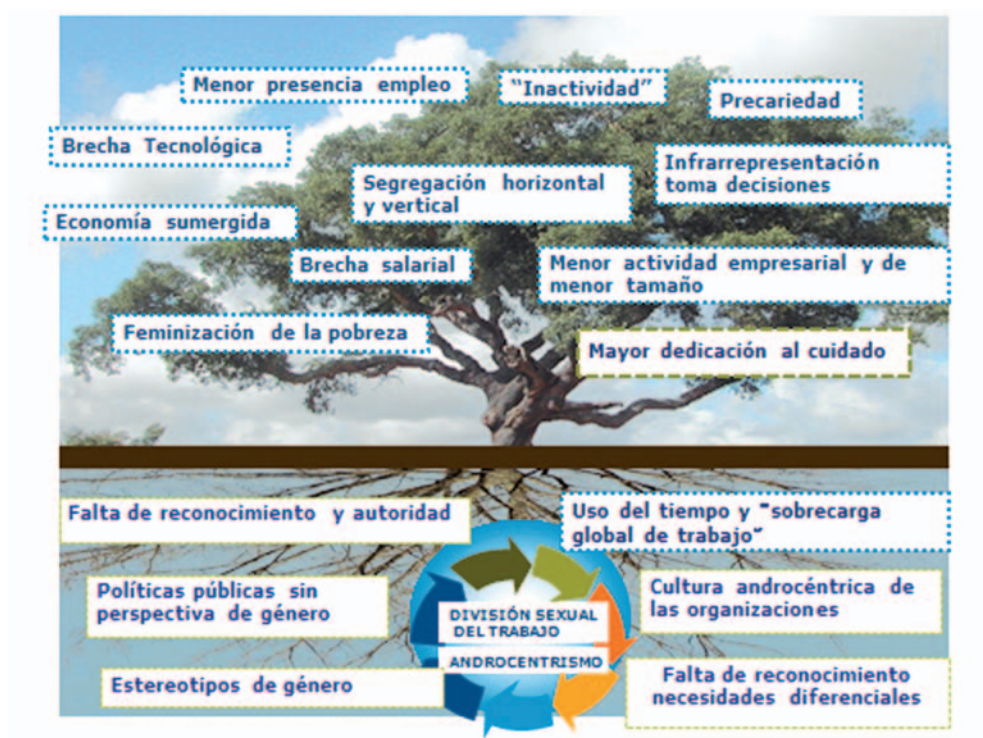 Menor presencia empleo
“Inactividad”
Precariedad
Brecha Tecnológica
Infrarrepresentación
toma decisiones
Segregación horizontal
y vertical
Economía sumergida
Brecha salarial
Menor actividad empresarial y de
menor tamaño
Feminización de la pobreza
Mayor dedicación al cuidado
Falta de reconocimiento y autoridad
Uso del tiempo y "sobrecarga
global de trabajo"
Políticas públicas sin
perspectiva de género
Cultura androcéntrica de
las organizaciones
DIVISIÓN SEXUAL
DEL TRABAJO
ANDROCENTRISMO
Estereotipos de género
Falta de reconocimiento
necesidades diferenciales